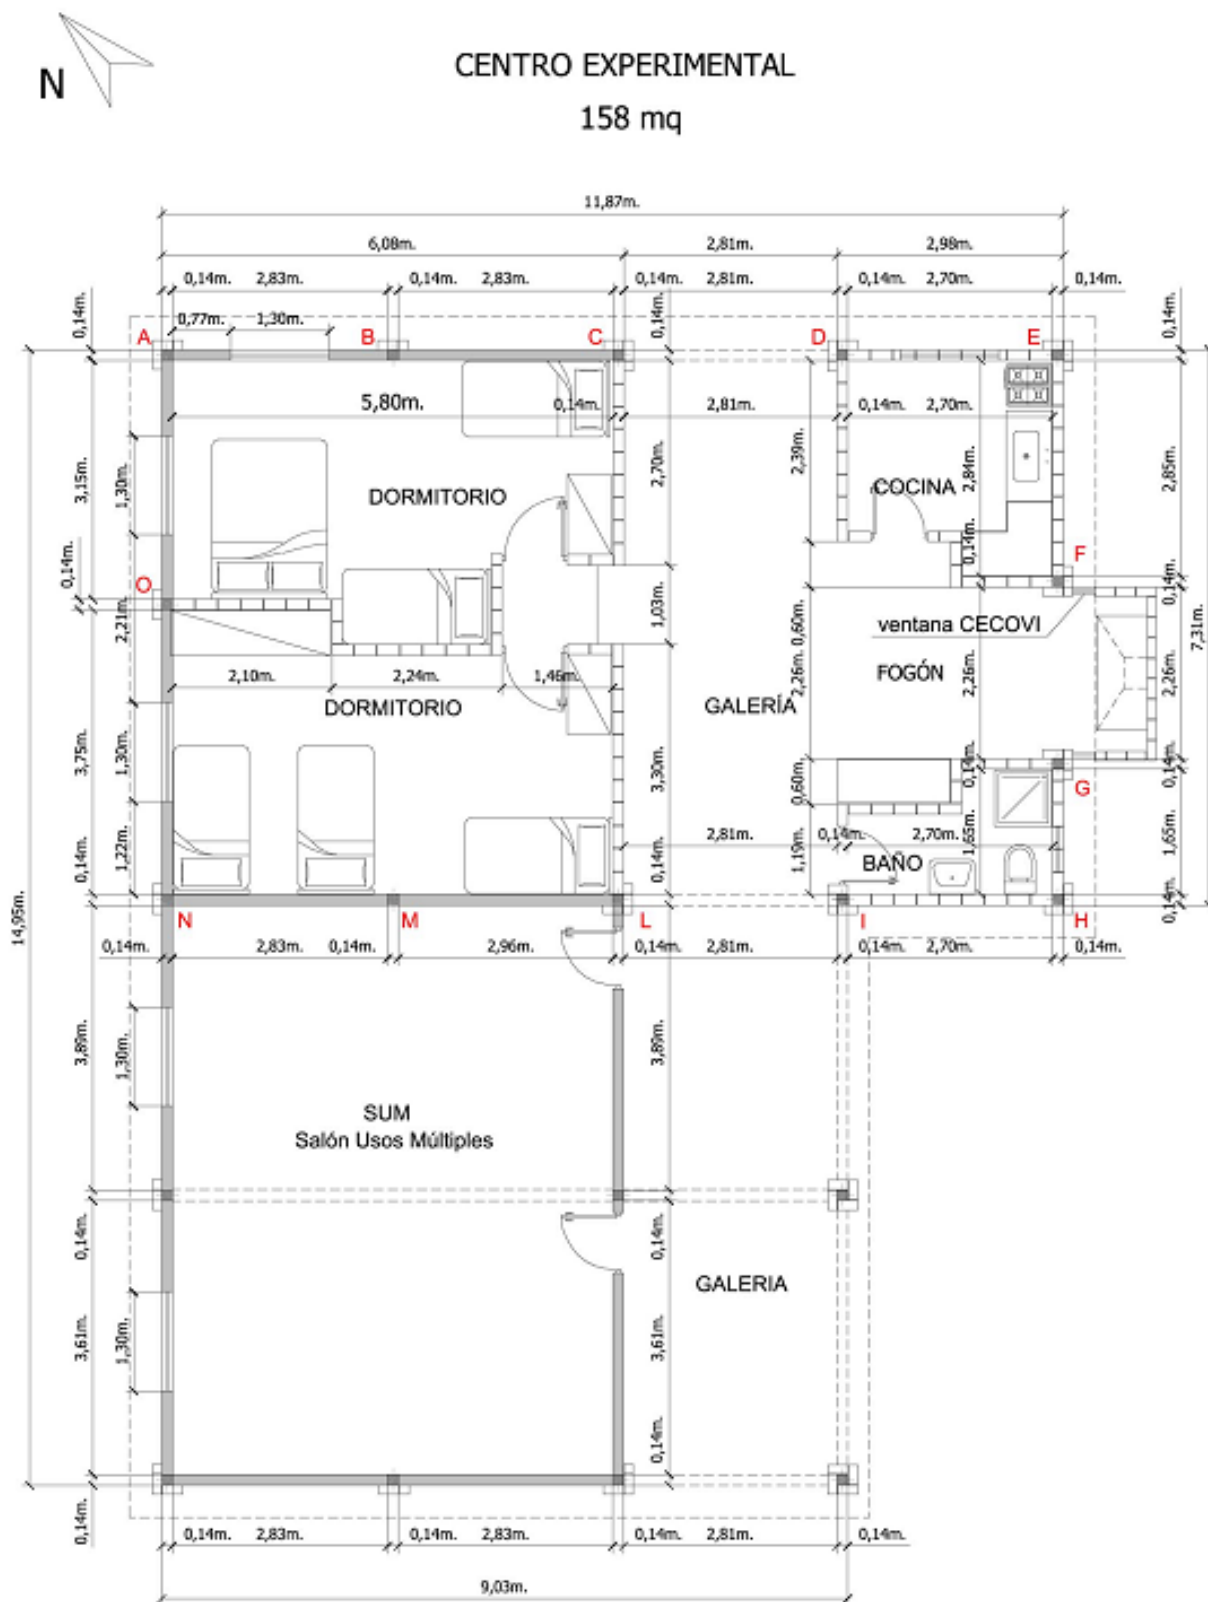 N
CENTRO EXPERIMENTAL
158 mq
11,87m.
6,08m. 2,81m. 2,98m.
0,14m. 2,83m. 0,14m. 2,83m. 0,14m. 2,81m. 0,14m. 2,70m. 0,14m.
0,14m. 0,77m. 1,30m. 0,14m. 0,14m.
A B C D E
5,80m. 0,14m. 2,81m. 0,14m. 2,70m.
3,15m. 1,30m. 2,70m. 2,39m. 2,84m. 2,85m.
DORMITORIO COCINA
0,14m. 0,14m. F
O 0,14m.
2,21m. 1,03m. 0,60m. 7,31m.
ventana CECOVI
2,10m. 2,24m. 1,46m. 2,26m. FOGÓN 2,26m. 2,26m.
DORMITORIO GALERÍA
3,75m. 1,30m. 3,30m. 0,60m. 0,14m. 0,14m.
G
1,22m. 2,81m. 0,14m. 2,70m.
0,14m. 0,14m. 1,19m. BAÑO 1,65m. 1,65m.
14,95m. N M L I H 0,14m.
0,14m. 2,83m. 0,14m. 2,96m. 0,14m. 2,81m. 0,14m. 2,70m. 0,14m.
3,89m. 1,30m. 3,89m.
SUM
Salón Usos Múltiples
0,14m. 0,14m.
GALERIA
3,61m. 1,30m. 3,61m.
0,14m. 0,14m.
0,14m. 2,83m. 0,14m. 2,83m. 0,14m. 2,81m. 0,14m.
9,03m.